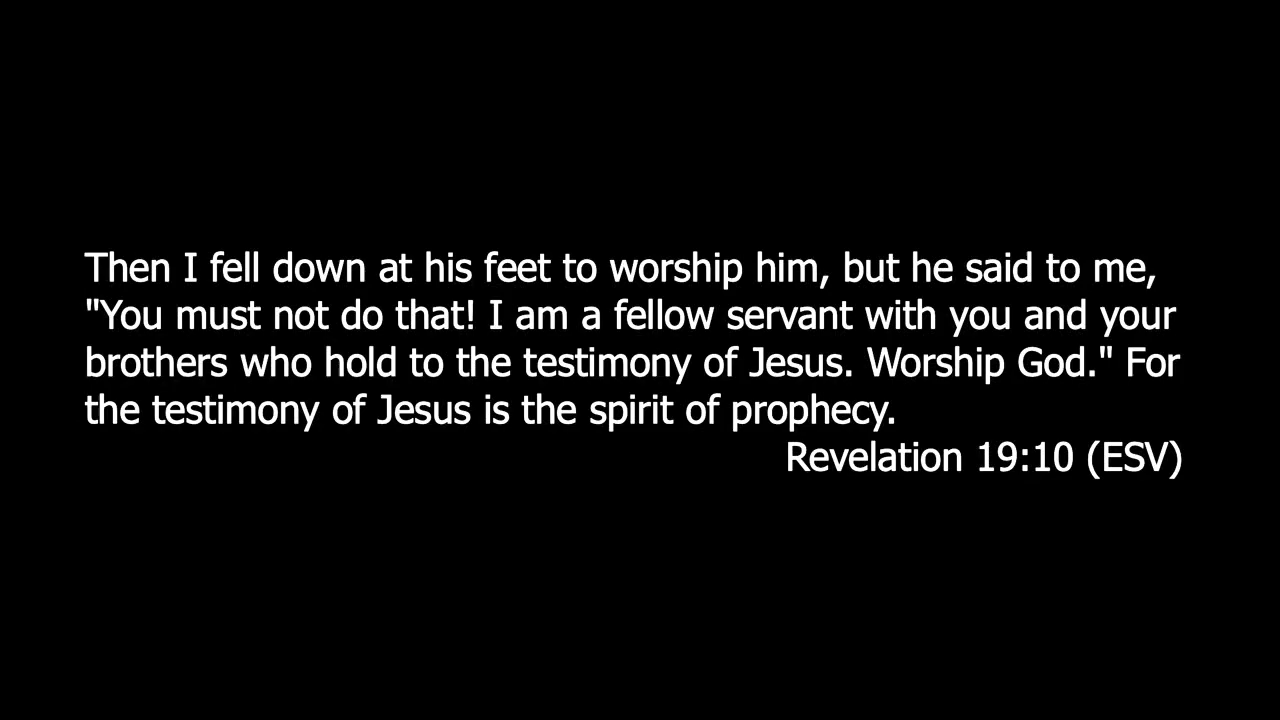 Then I fell down at his feet to worship him, but he said to me,
"You must not do that! I am a fellow servant with you and your
brothers who hold to the testimony of Jesus. Worship God." For
the testimony of Jesus is the spirit of prophecy.
Revelation 19:10 (ESV)